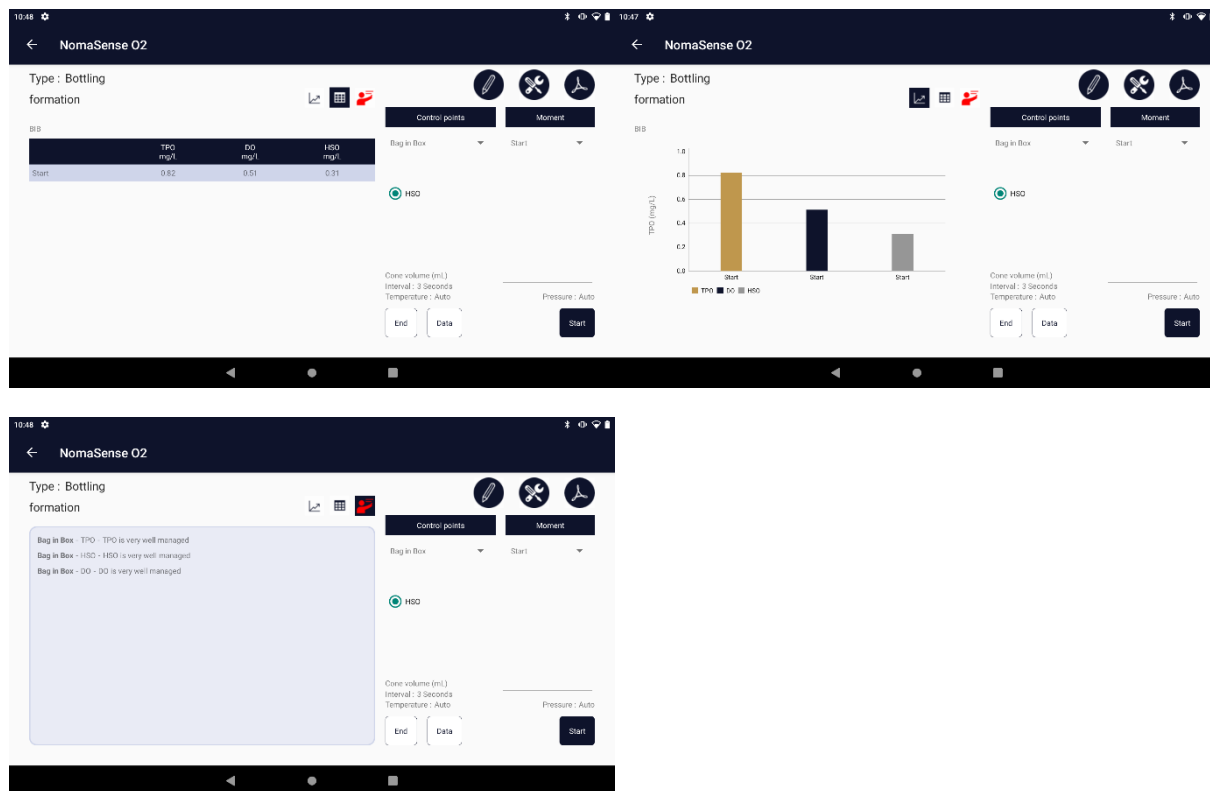 10:48
NomaSense O2
Type : Bottling
formation
Control points Moment
BIB
Bag in Box Start
TPO mg/L DO mg/L HSO mg/L
Start 0.82 0.51 0.31
HSO
Cone volume (mL)
Interval : 3 Seconds
Temperature : Auto Pressure : Auto
End Data Start
10:47
NomaSense O2
Type : Bottling
formation
Control points Moment
BIB
Bag in Box Start
TPO (mg/L)
1.0
0.8
0.6
0.4
0.2
0.0
Start Start Start
TPO DO HSO
HSO
Cone volume (mL)
Interval : 3 Seconds
Temperature : Auto Pressure : Auto
End Data Start
10:48
NomaSense O2
Type : Bottling
formation
Control points Moment
Bag in Box - TPO - TPO is very well managed
Bag in Box - HSO - HSO is very well managed
Bag in Box - DO - DO is very well managed
Bag in Box Start
HSO
Cone volume (mL)
Interval : 3 Seconds
Temperature : Auto Pressure : Auto
End Data Start